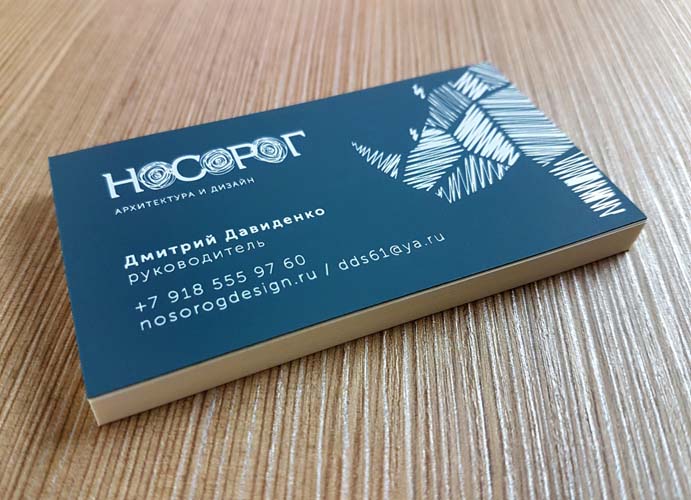 НОСОРОГ
АРХИТЕКТУРА И ДИЗАЙН
Дмитрий Давиденко
руководитель
+7 918 555 97 60
nosorogdesign.ru / dds61@ya.ru